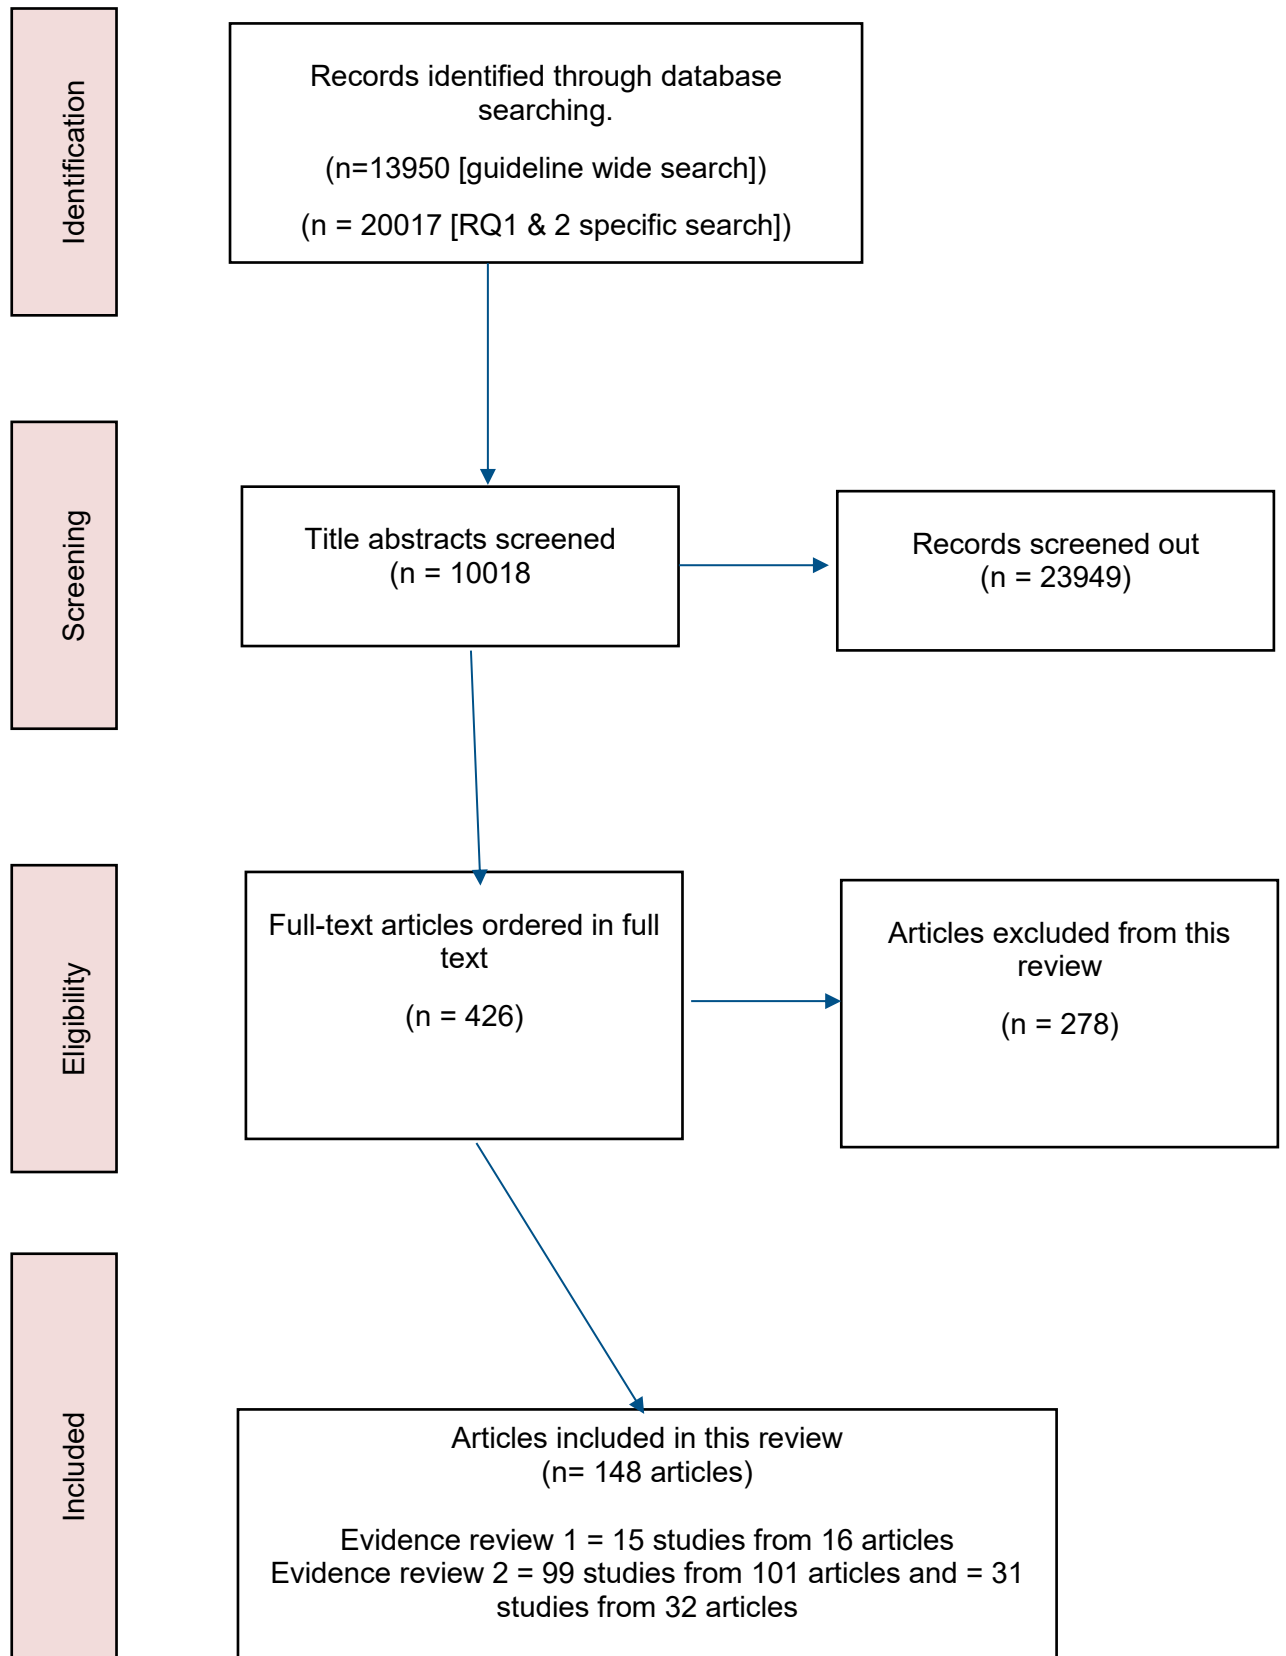 Identification
Records identified through database
searching.
(n=13950 [guideline wide search])
(n = 20017 [RQ1 & 2 specific search])
Screening
Title abstracts screened
(n = 10018
Records screened out
(n = 23949)
Eligibility
Full-text articles ordered in full
text
(n = 426)
Articles excluded from this
review
(n = 278)
Included
Articles included in this review
(n= 148 articles)
Evidence review 1 = 15 studies from 16 articles
Evidence review 2 = 99 studies from 101 articles and = 31
studies from 32 articles